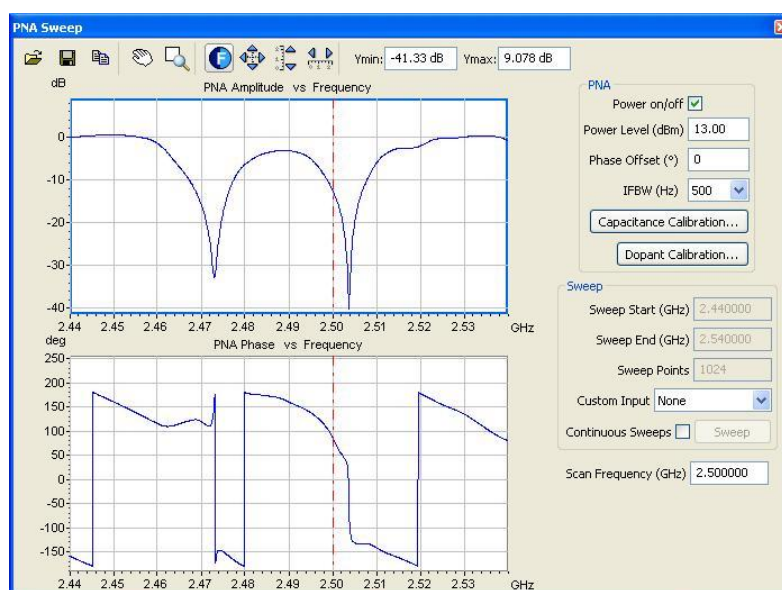 PNA Sweep
Ymin: -41.33 dB Ymax: 9.078 dB
dB
PNA Amplitude vs Frequency
0
-10
-20
-30
-40
2.44 2.45 2.46 2.47 2.48 2.49 2.50 2.51 2.52 2.53 GHz
deg
PNA Phase vs Frequency
250
200
150
100
50
0
-50
-100
-150
2.44 2.45 2.46 2.47 2.48 2.49 2.50 2.51 2.52 2.53 GHz
PNA
Power on/off
Power Level (dBm) 13.00
Phase Offset (°) 0
IFBW (Hz) 500
Capacitance Calibration...
Dopant Calibration...
Sweep
Sweep Start (GHz) 2.440000
Sweep End (GHz) 2.540000
Sweep Points 1024
Custom Input None
Continuous Sweeps Sweep
Scan Frequency (GHz) 2.500000